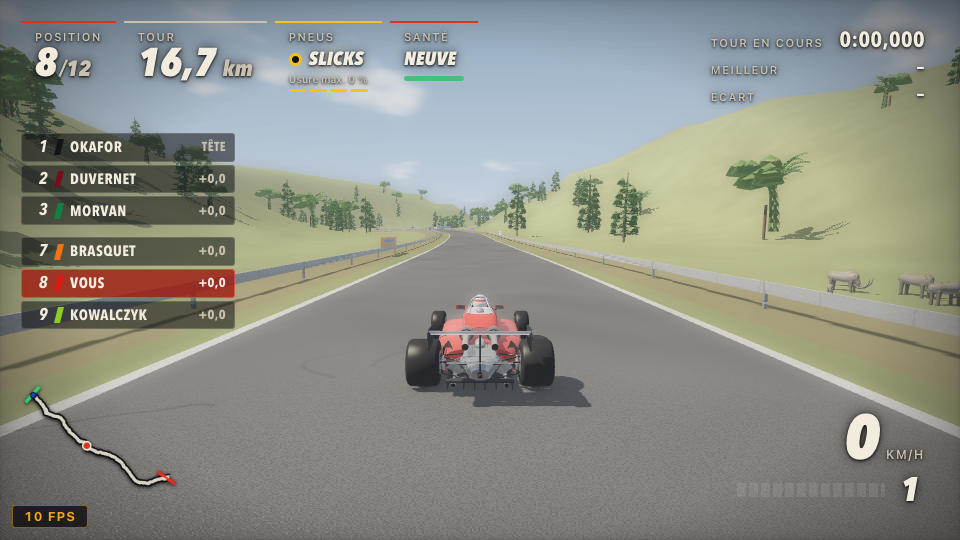 POSITION
8/12
TOUR
16,7 km
PNEUS
SLICKS
Usure max. 0 %
SANTÉ
NEUVE
TOUR EN COURS 0:00,000
MEILLEUR -
ÉCART -
1 OKAFOR TÊTE
2 DUVERNET +0,0
3 MORVAN +0,0
7 BRASQUET +0,0
8 VOUS +0,0
9 KOWALCZYK +0,0
0 KM/H
1
10 FPS